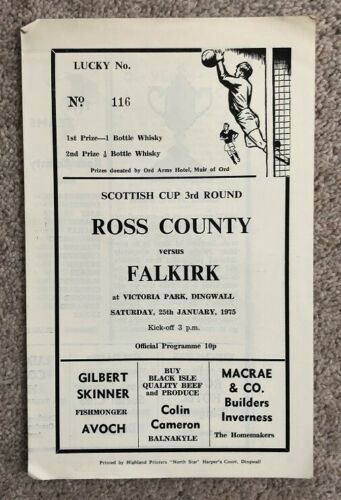 LUCKY No.
Nº 116
1st Prize—1 Bottle Whisky
2nd Prize ½ Bottle Whisky
Prizes donated by Ord Arms Hotel, Muir of Ord
SCOTTISH CUP 3rd ROUND
ROSS COUNTY
versus
FALKIRK
at VICTORIA PARK, DINGWALL
SATURDAY, 25th JANUARY, 1975
Kick-off 3 p.m.
Official Programme 10p
GILBERT
SKINNER
FISHMONGER
AVOCH
BUY
BLACK ISLE
QUALITY BEEF
and PRODUCE
Colin
Cameron
BALNAKYLE
MACRAE
& CO.
Builders
Inverness
The Homemakers
Printed by Highland Printers "North Star" Harper's Court, Dingwall